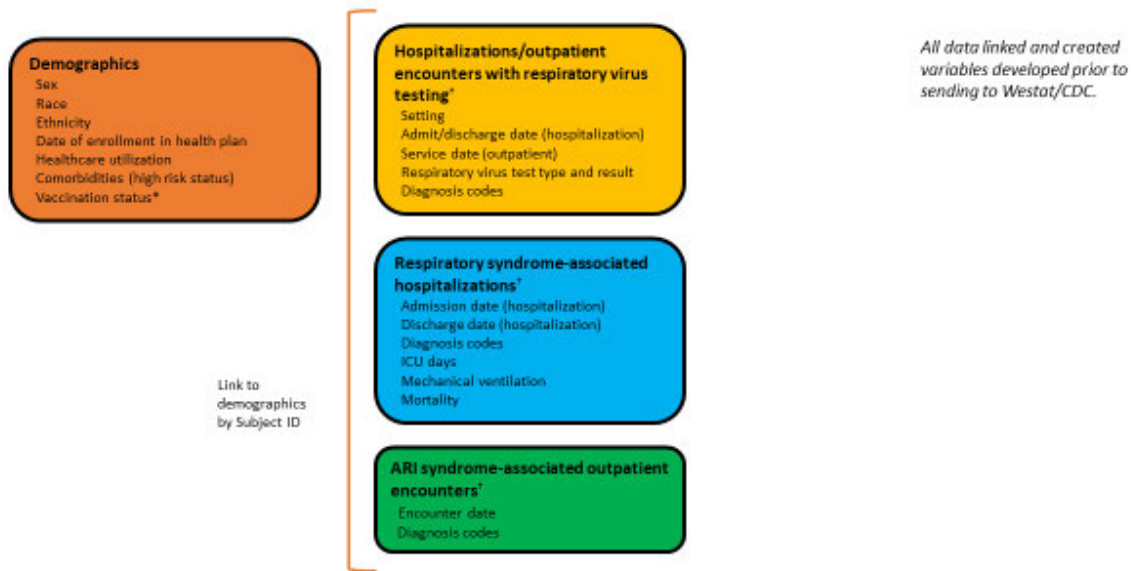 Demographics
Sex
Race
Ethnicity
Date of enrollment in health plan
Healthcare utilization
Comorbidities (high risk status)
Vaccination status*
Link to
demographics
by Subject ID
Hospitalizations/outpatient
encounters with respiratory virus
testing†
Setting
Admit/discharge date (hospitalization)
Service date (outpatient)
Respiratory virus test type and result
Diagnosis codes
Respiratory syndrome-associated
hospitalizations†
Admission date (hospitalization)
Discharge date (hospitalization)
Diagnosis codes
ICU days
Mechanical ventilation
Mortality
ARI syndrome-associated outpatient
encounters†
Encounter date
Diagnosis codes
All data linked and created
variables developed prior to
sending to Westat/CDC.